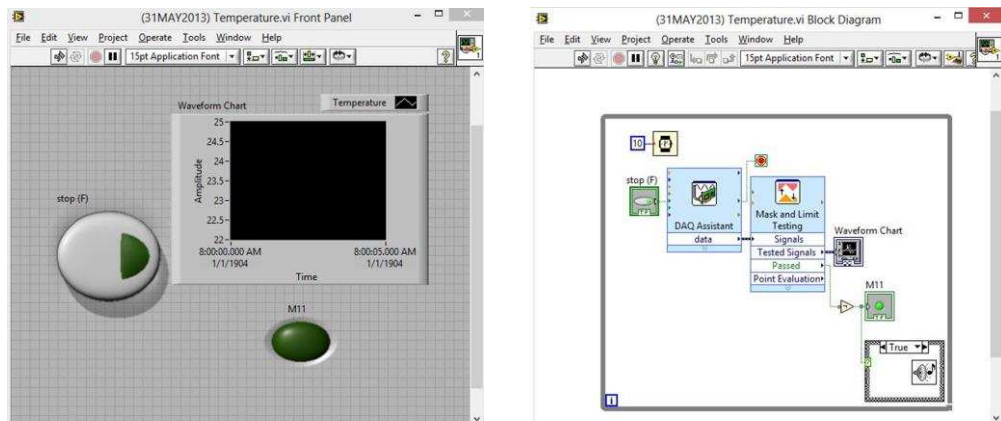 (31MAY2013) Temperature.vi Front Panel
File Edit View Project Operate Tools Window Help
15pt Application Font
Waveform Chart
Temperature
25
24.5
24
23.5
23
22.5
22
Amplitude
8:00:00.000 AM
1/1/1904
8:00:05.000 AM
1/1/1904
Time
stop (F)
M11
(31MAY2013) Temperature.vi Block Diagram
File Edit View Project Operate Tools Window Help
15pt Application Font
10
stop (F)
DAQ Assistant
data
Mask and Limit
Testing
Signals
Tested Signals
Passed
Point Evaluation
Waveform Chart
M11
True
i